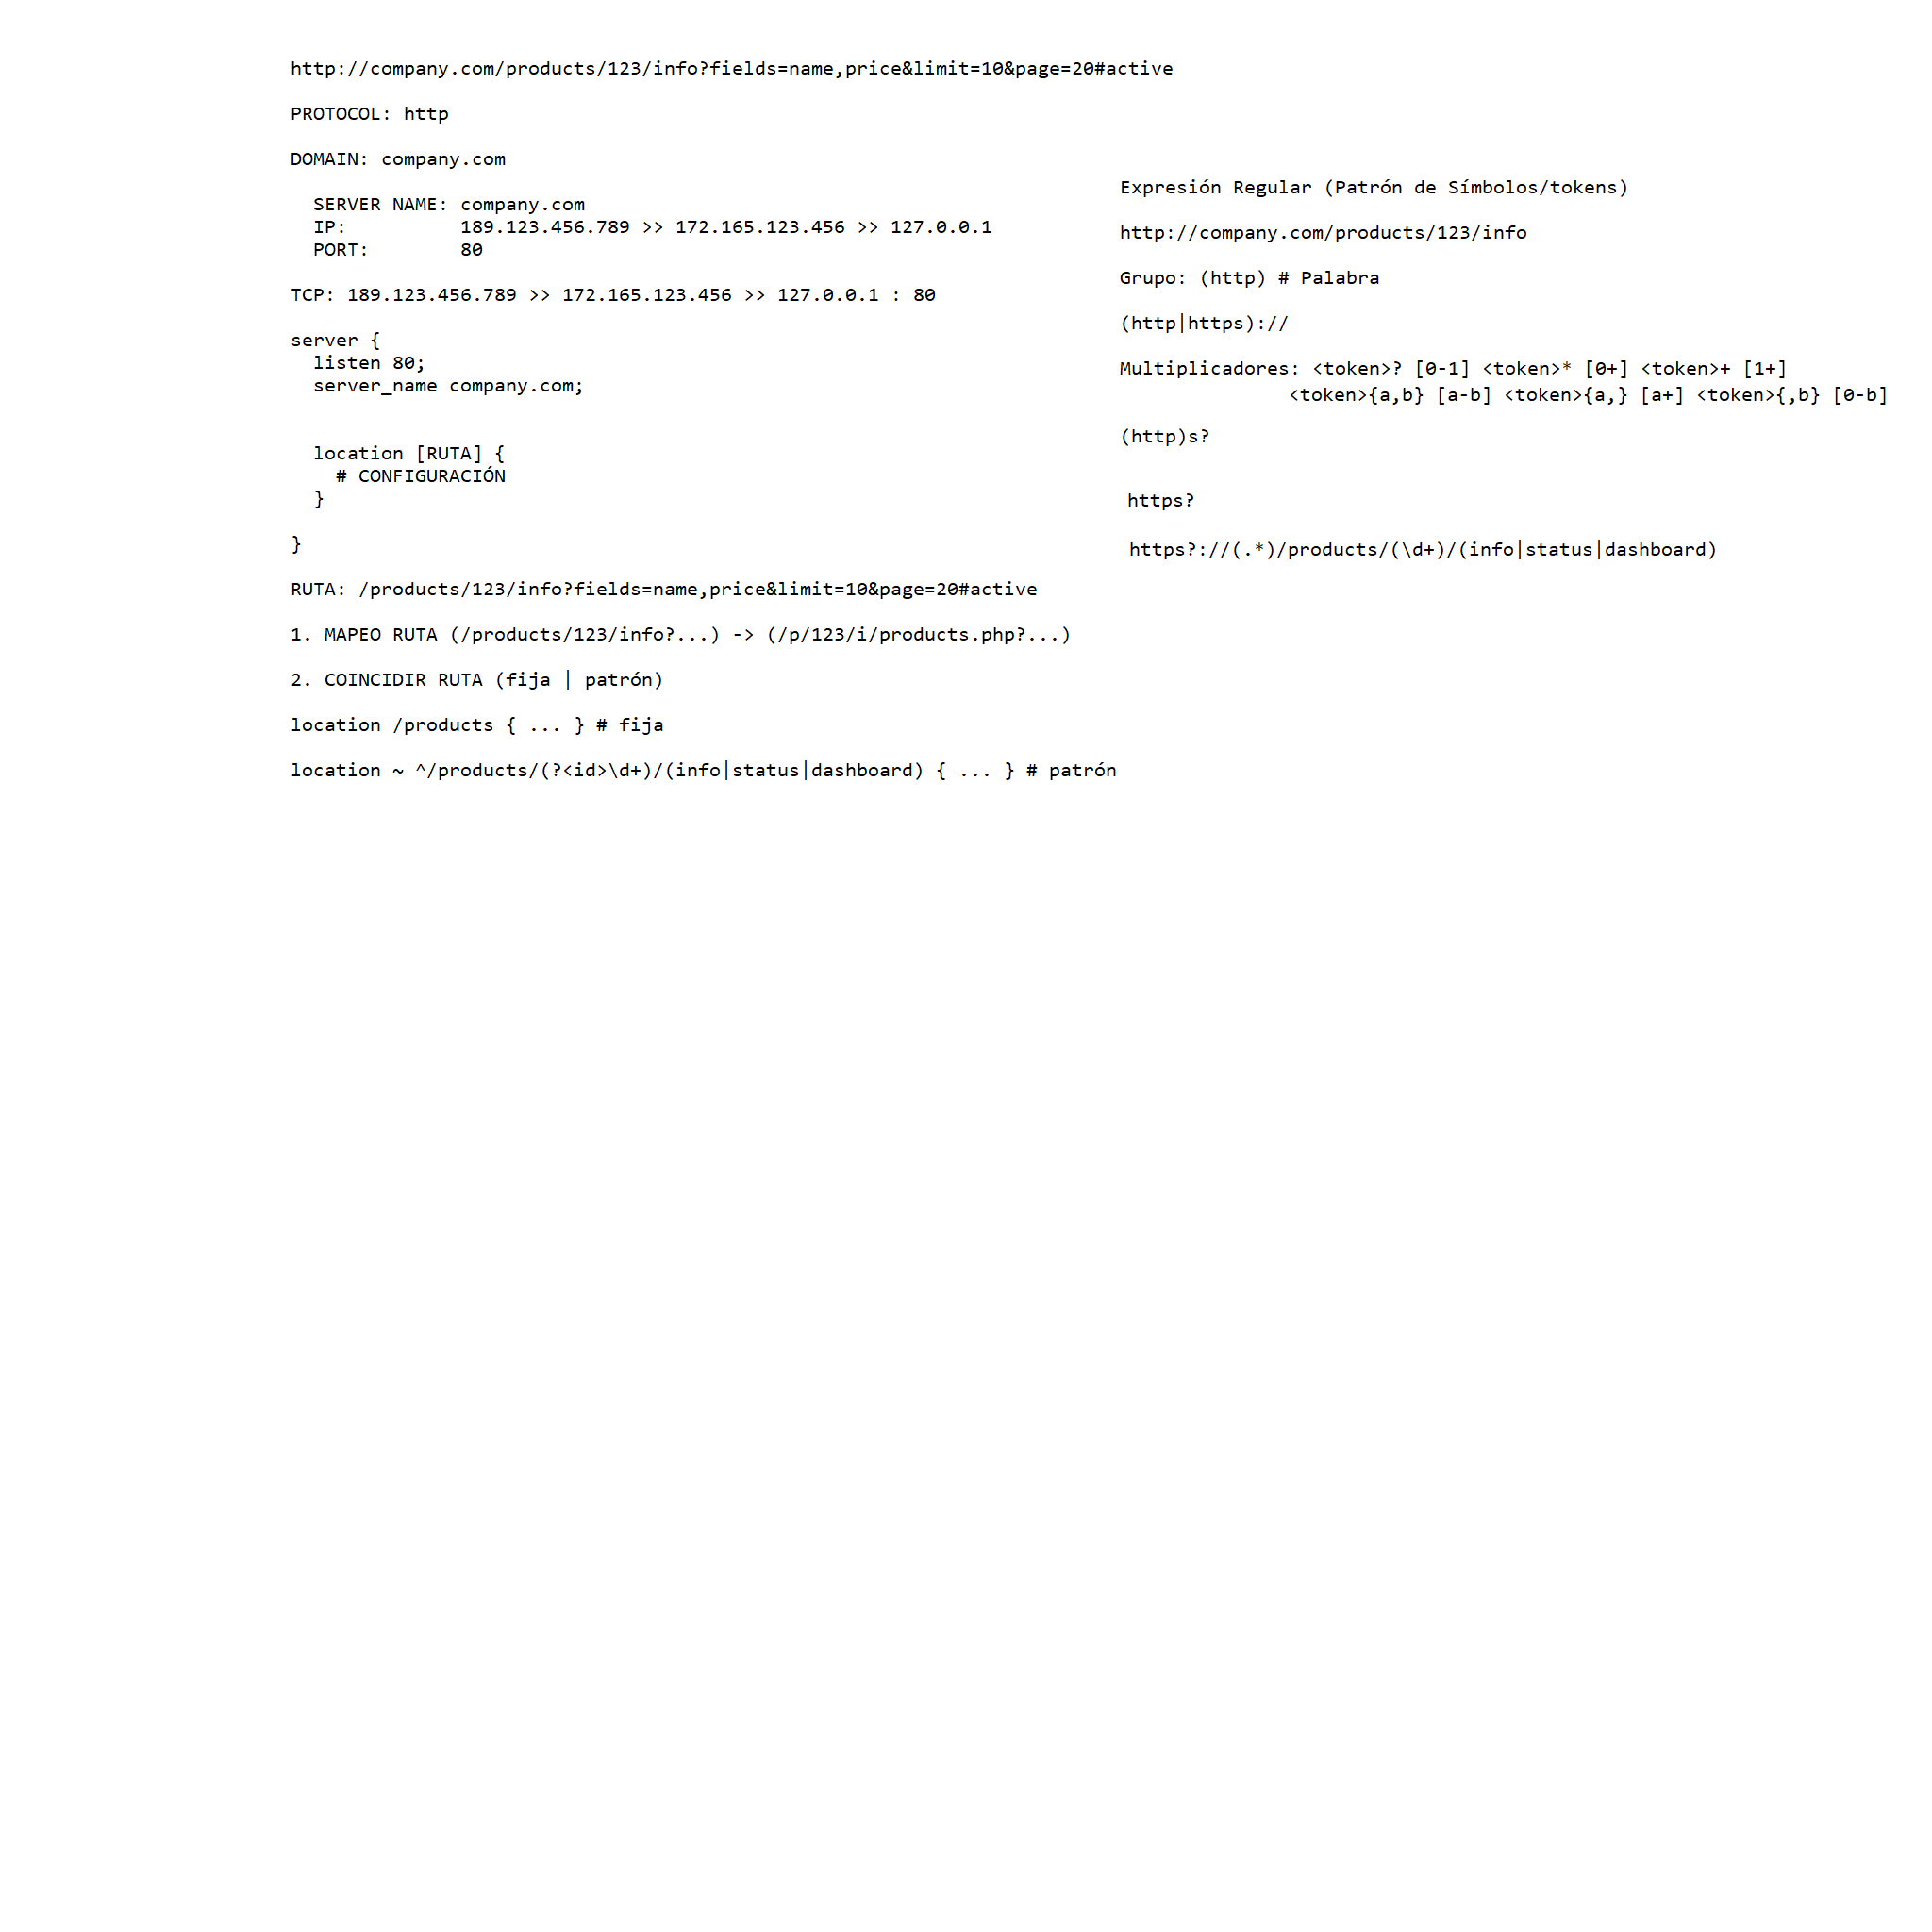 http://company.com/products/123/info?fields=name,price&limit=10&page=20#active
PROTOCOL: http
DOMAIN: company.com
SERVER NAME: company.com
IP: 189.123.456.789 >> 172.165.123.456 >> 127.0.0.1
PORT: 80
TCP: 189.123.456.789 >> 172.165.123.456 >> 127.0.0.1 : 80
server {
listen 80;
server_name company.com;
location [RUTA] {
# CONFIGURACIÓN
}
}
RUTA: /products/123/info?fields=name,price&limit=10&page=20#active
1. MAPEO RUTA (/products/123/info?...) -> (/p/123/i/products.php?...)
2. COINCIDIR RUTA (fija | patrón)
location /products { ... } # fija
location ~ ^/products/(?<id>\d+)/(info|status|dashboard) { ... } # patrón
Expresión Regular (Patrón de Símbolos/tokens)
http://company.com/products/123/info
Grupo: (http) # Palabra
(http|https)://
Multiplicadores: <token>? [0-1] <token>* [0+] <token>+ [1+]
<token>{a,b} [a-b] <token>{a,} [a+] <token>{,b} [0-b]
(http)s?
https?
https?://(.*)/products/(\d+)/(info|status|dashboard)